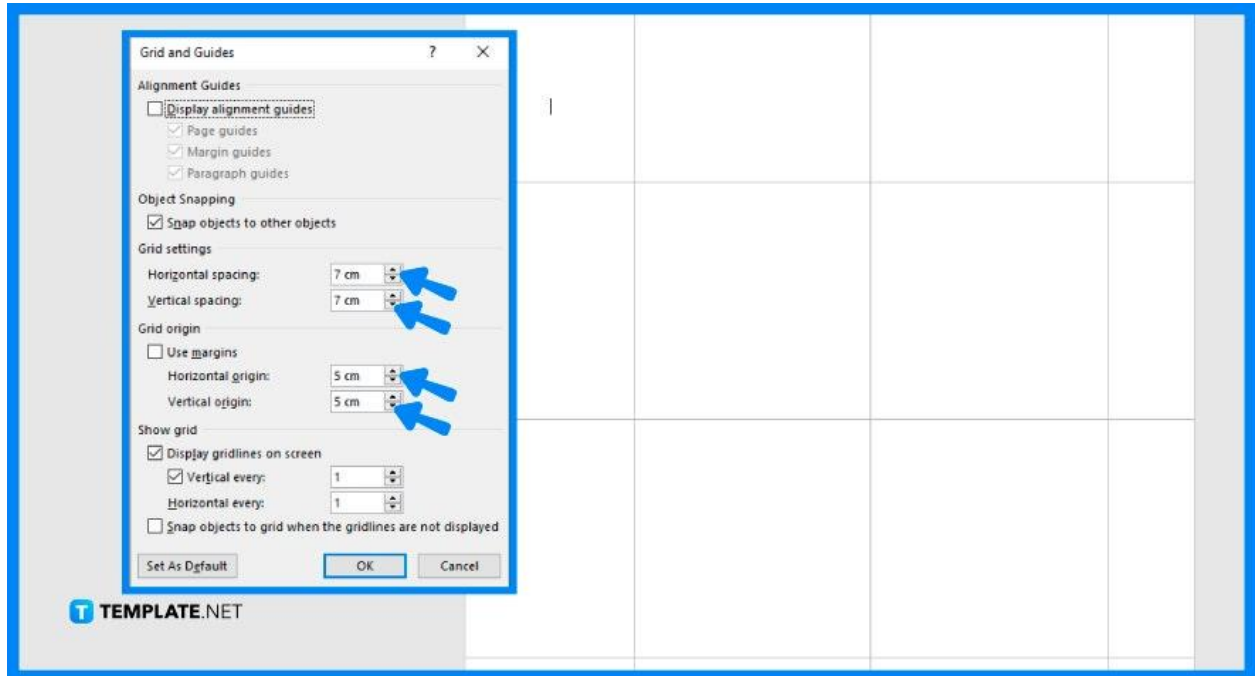 Grid and Guides ? ×
Alignment Guides
Display alignment guides
Page guides
Margin guides
Paragraph guides
Object Snapping
Snap objects to other objects
Grid settings
Horizontal spacing: 7 cm
Vertical spacing: 7 cm
Grid origin
Use margins
Horizontal origin: 5 cm
Vertical origin: 5 cm
Show grid
Display gridlines on screen
Vertical every: 1
Horizontal every: 1
Snap objects to grid when the gridlines are not displayed
Set As Default OK Cancel
T TEMPLATE.NET